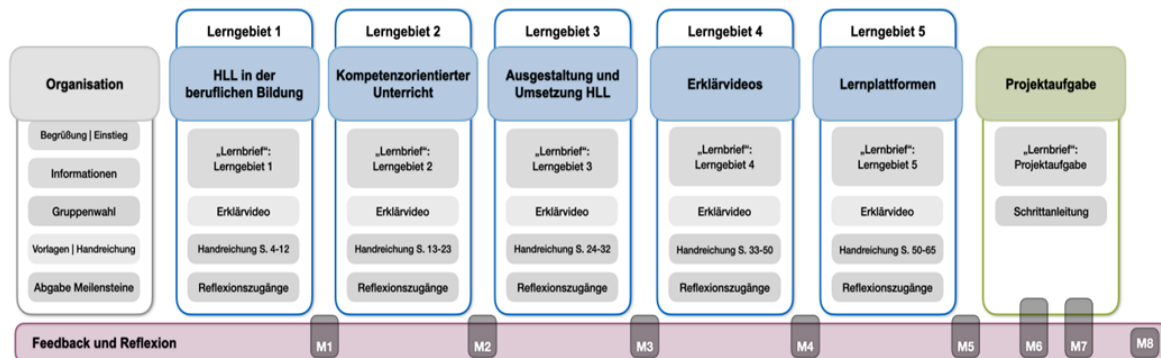 Organisation
Begrüßung | Einstieg
Informationen
Gruppenwahl
Vorlagen | Handreichung
Abgabe Meilensteine
Lerngebiet 1
HLL in der
beruflichen Bildung
„Lernbrief“:
Lerngebiet 1
Erklärvideo
Handreichung S. 4-12
Reflexionszugänge
Lerngebiet 2
Kompetenzorientierter
Unterricht
„Lernbrief“:
Lerngebiet 2
Erklärvideo
Handreichung S. 13-23
Reflexionszugänge
Lerngebiet 3
Ausgestaltung und
Umsetzung HLL
„Lernbrief“:
Lerngebiet 3
Erklärvideo
Handreichung S. 24-32
Reflexionszugänge
Lerngebiet 4
Erklärvideos
„Lernbrief“:
Lerngebiet 4
Erklärvideo
Handreichung S. 33-50
Reflexionszugänge
Lerngebiet 5
Lernplattformen
„Lernbrief“:
Lerngebiet 5
Erklärvideo
Handreichung S. 50-65
Reflexionszugänge
Projektaufgabe
„Lernbrief“:
Projektaufgabe
Schrittanleitung
Feedback und Reflexion
M1
M2
M3
M4
M5
M6
M7
M8